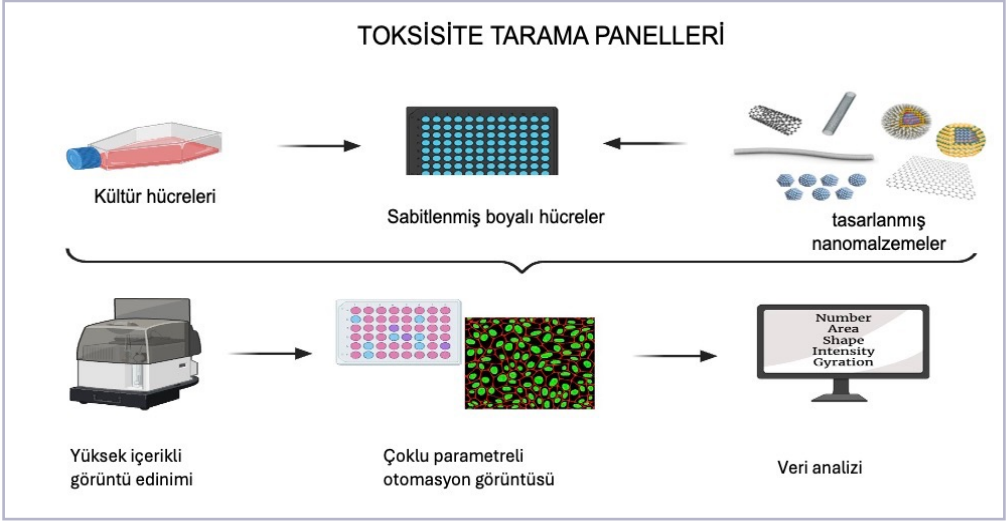 TOKSİSİTE TARAMA PANELLERİ
Kültür hücreleri
Sabitlenmiş boyalı hücreler
tasarlanmış
nanomalzemeler
Number
Area
Shape
Intensity
Gyration
Yüksek içerikli
görüntü edinimi
Çoklu parametreli
otomasyon görüntüsü
Veri analizi